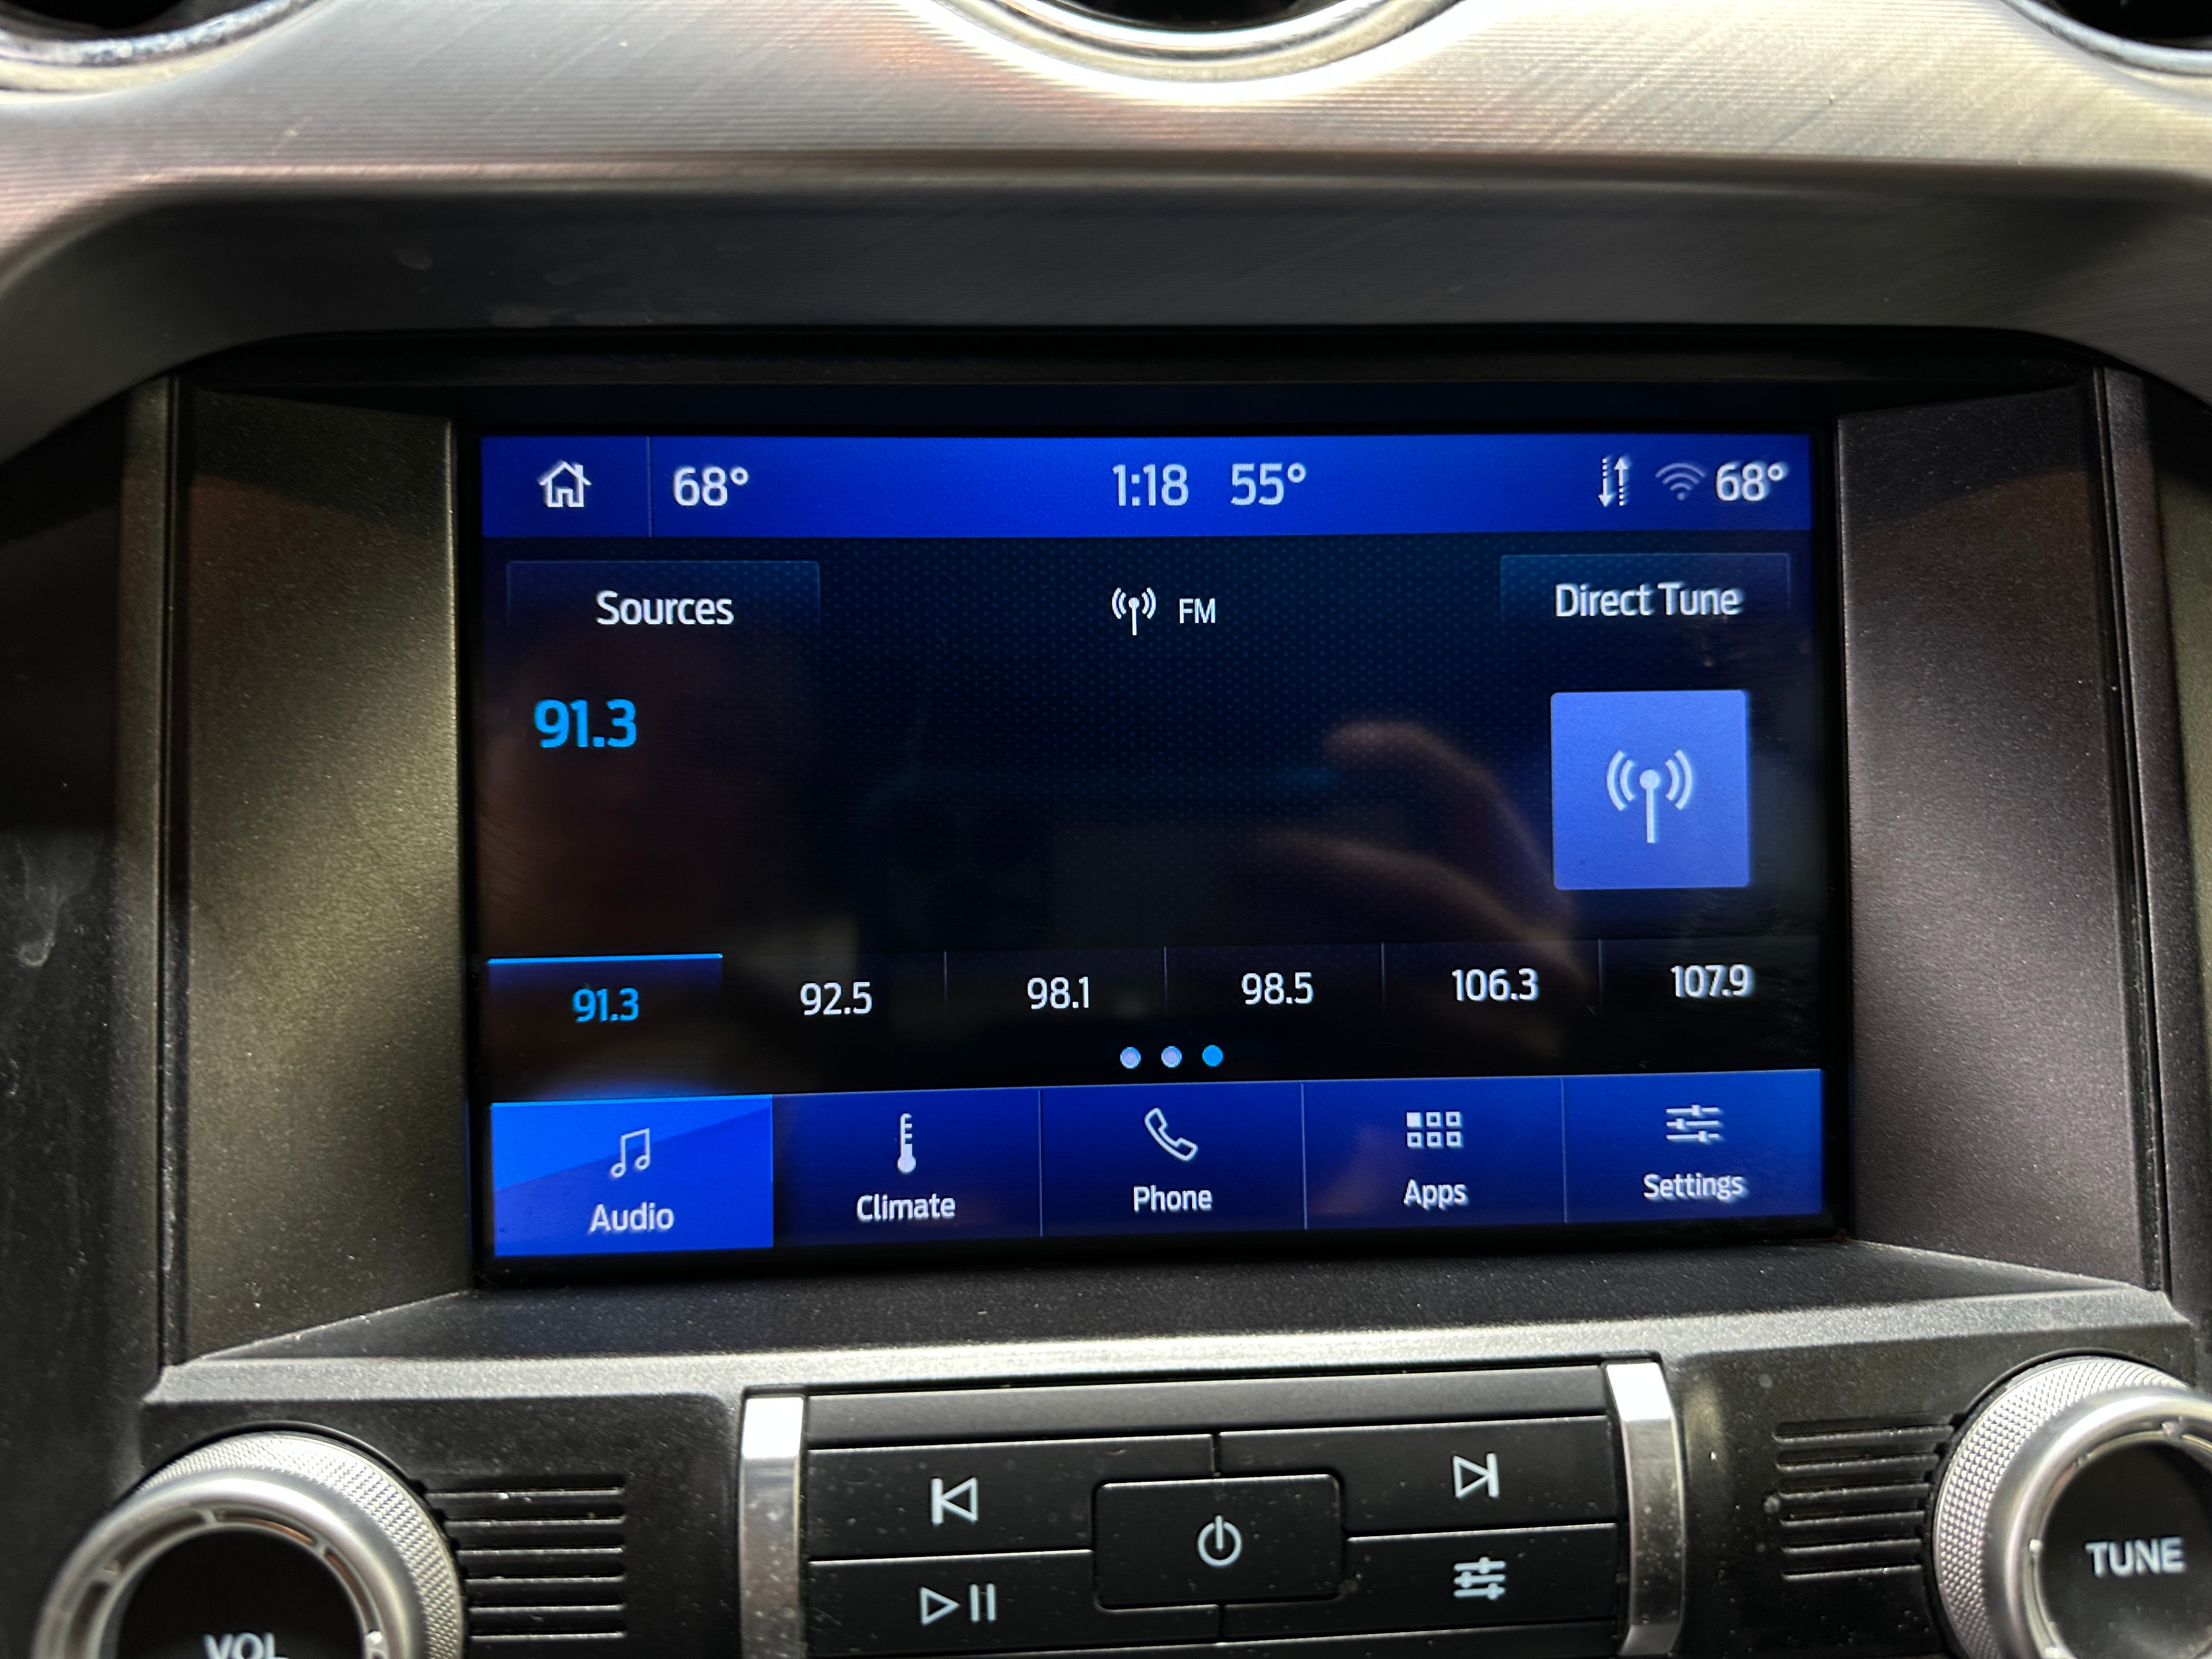 68° 1:18 55° 68°
Sources FM Direct Tune
91.3
91.3 92.5 98.1 98.5 106.3 107.9
Audio Climate Phone Apps Settings
VOL TUNE